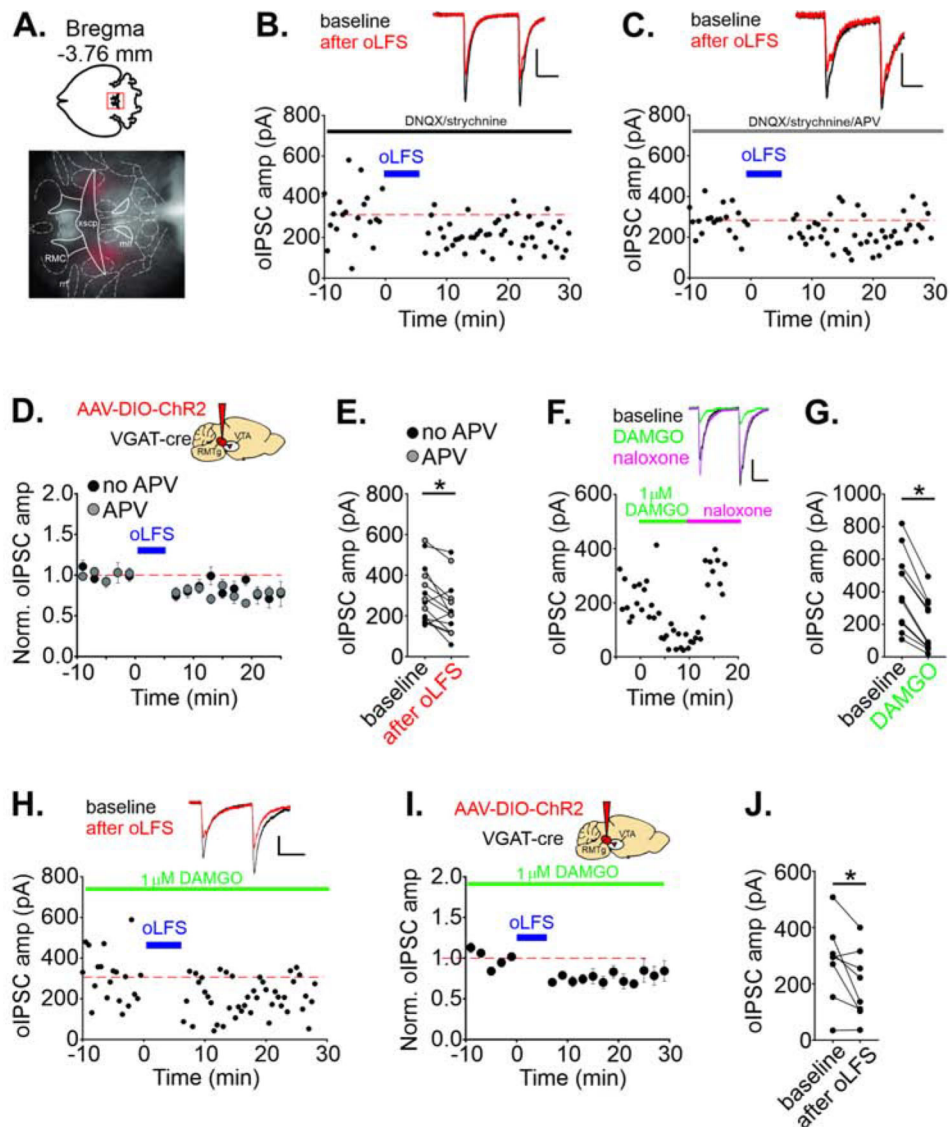 A.
Bregma
-3.76 mm
xscp
RMC
ml
B.
baseline
after oLFS
DNQX/strychnine
oLFS
oIPSC amp (pA)
800
600
400
200
0
-10
0
10
20
30
Time (min)
C.
baseline
after oLFS
DNQX/strychnine/APV
oLFS
oIPSC amp (pA)
800
600
400
200
0
-10
0
10
20
30
Time (min)
D.
AAV-DIO-ChR2
VGAT-cre
VTA
RMTg
no APV
APV
oLFS
Norm. oIPSC amp
2.0
1.5
1.0
0.5
0.0
-10
0
10
20
Time (min)
E.
no APV
APV
*
oIPSC amp (pA)
800
600
400
200
0
baseline
after oLFS
F.
baseline
DAMGO
naloxone
1 µM
DAMGO
naloxone
oIPSC amp (pA)
600
400
200
0
0
10
20
Time (min)
G.
*
oIPSC amp (pA)
1000
800
600
400
200
0
baseline
DAMGO
H.
baseline
after oLFS
1 µM DAMGO
oLFS
oIPSC amp (pA)
800
600
400
200
0
-10
0
10
20
30
Time (min)
I.
AAV-DIO-ChR2
VGAT-cre
VTA
RMTg
1 µM DAMGO
oLFS
Norm. oIPSC amp
2.0
1.5
1.0
0.5
0.0
-10
0
10
20
30
Time (min)
J.
*
oIPSC amp (pA)
600
400
200
0
baseline
after oLFS